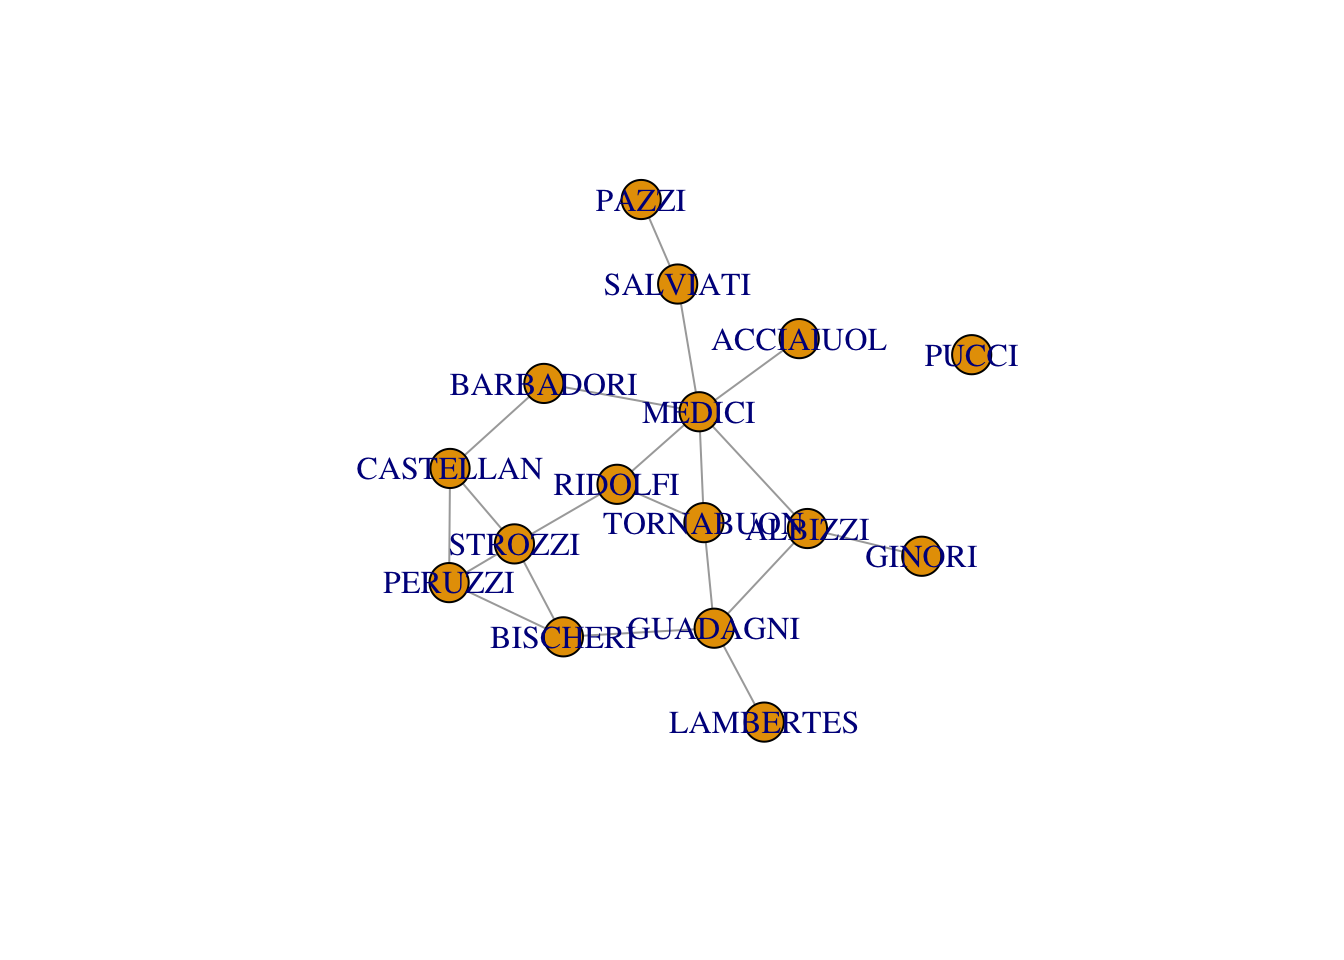 PAZZI
SALVIATI
ACCIAIUOL
PUCCI
BARBADORI
MEDICI
CASTELLAN
RIDOLFI
TORNABUON
ALBIZZI
STROZZI
GINORI
PERUZZI
BISCHERI
GUADAGNI
LAMBERTES